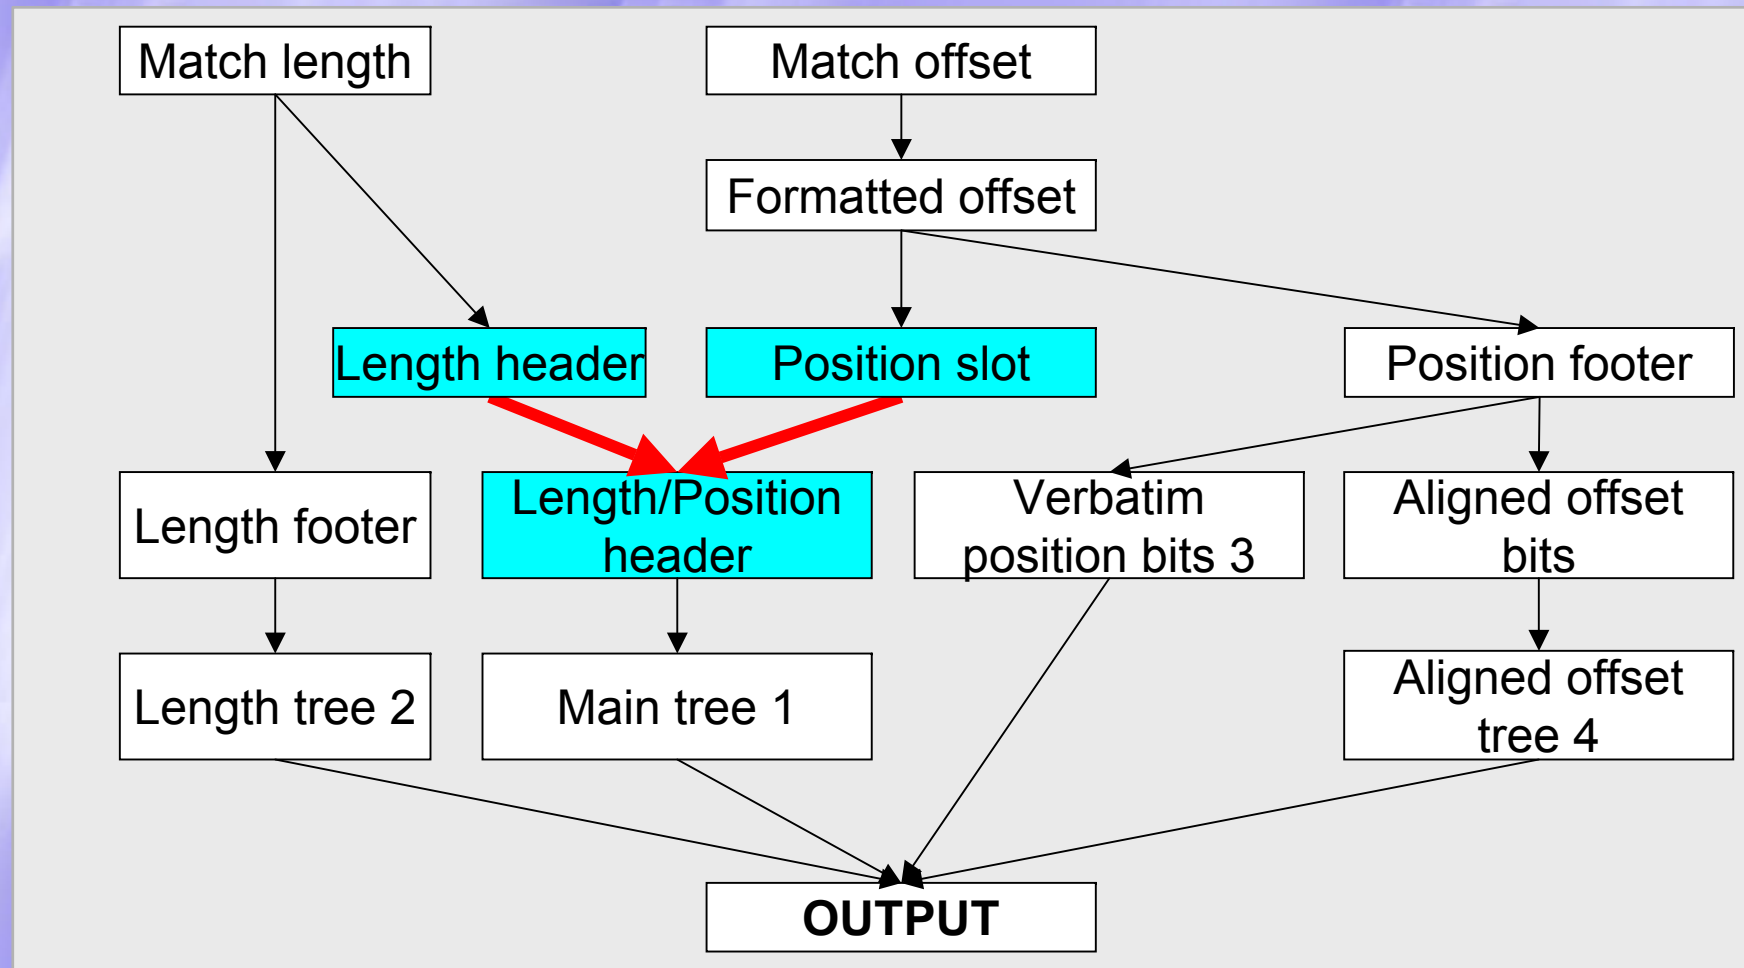 Match length
Match offset
Formatted offset
Length header
Position slot
Position footer
Length footer
Length/Position
header
Verbatim
position bits 3
Aligned offset
bits
Length tree 2
Main tree 1
Aligned offset
tree 4
OUTPUT